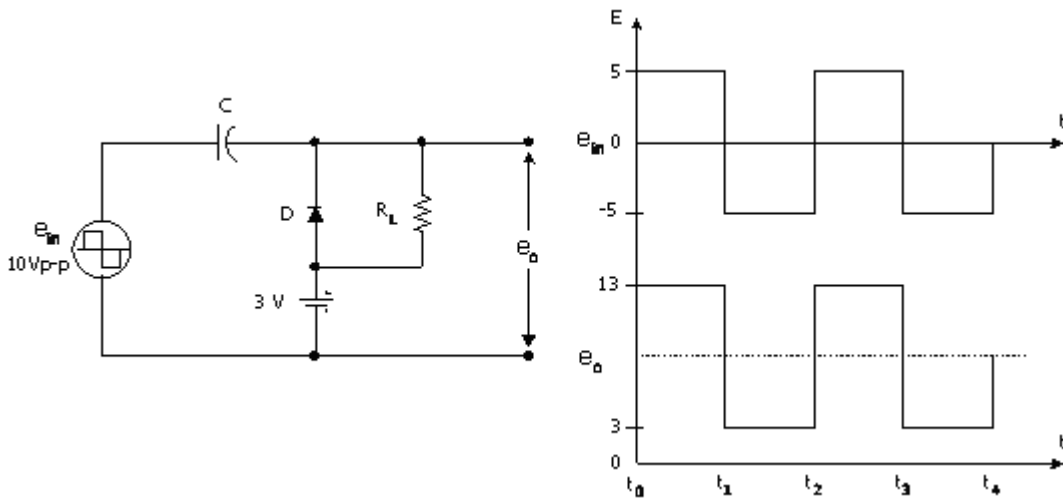 C
D
R_L
e_in
10Vp-p
3 V
e_o
E
5
e_in 0
-5
t
13
e_o
3
0
t
t_0 t_1 t_2 t_3 t_4